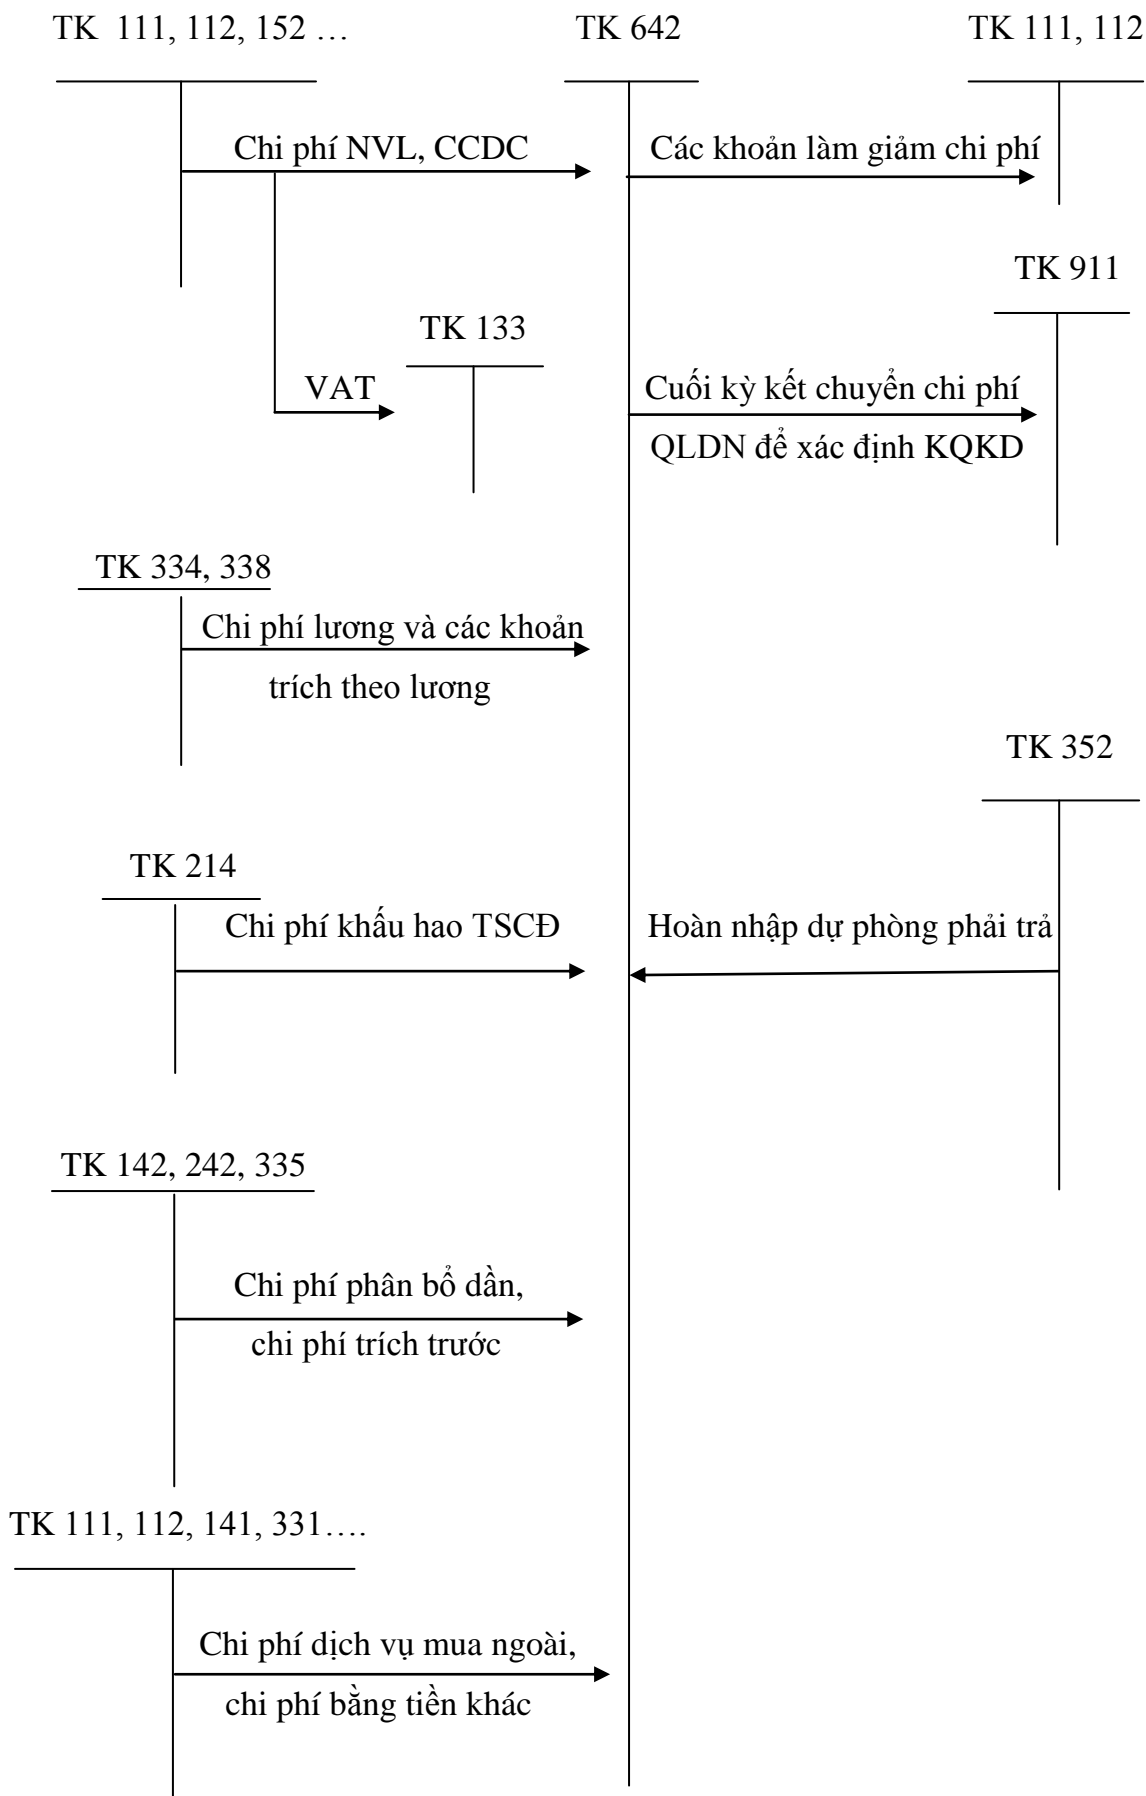 TK 111, 112, 152 …
TK 642
TK 111, 112
Chi phí NVL, CCDC
Các khoản làm giảm chi phí
TK 911
TK 133
VAT
Cuối kỳ kết chuyển chi phí
QLDN để xác định KQKD
TK 334, 338
Chi phí lương và các khoản
trích theo lương
TK 352
TK 214
Chi phí khấu hao TSCĐ
Hoàn nhập dự phòng phải trả
TK 142, 242, 335
Chi phí phân bổ dần,
chi phí trích trước
TK 111, 112, 141, 331….
Chi phí dịch vụ mua ngoài,
chi phí bằng tiền khác